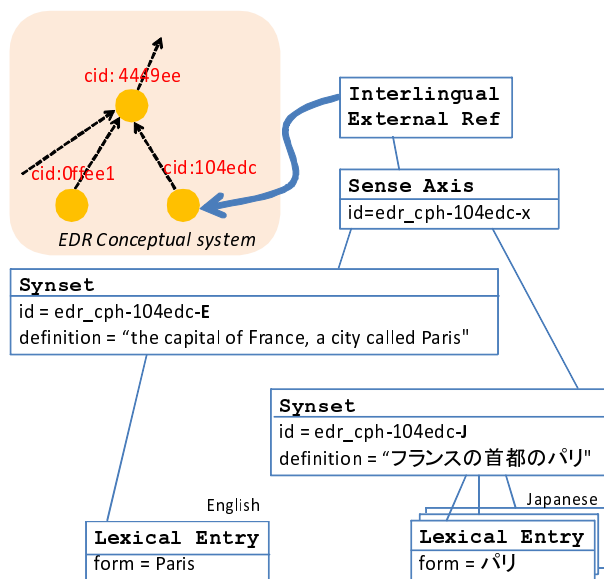 cid: 4449ee
Interlingual
External Ref
cid:0ffee1
cid:104edc
Sense Axis
id=edr_cph-104edc-x
EDR Conceptual system
Synset
id = edr_cph-104edc-E
definition = “the capital of France, a city called Paris"
Synset
id = edr_cph-104edc-J
definition = “フランスの首都のパリ"
English
Japanese
Lexical Entry
form = Paris
Lexical Entry
form = パリ